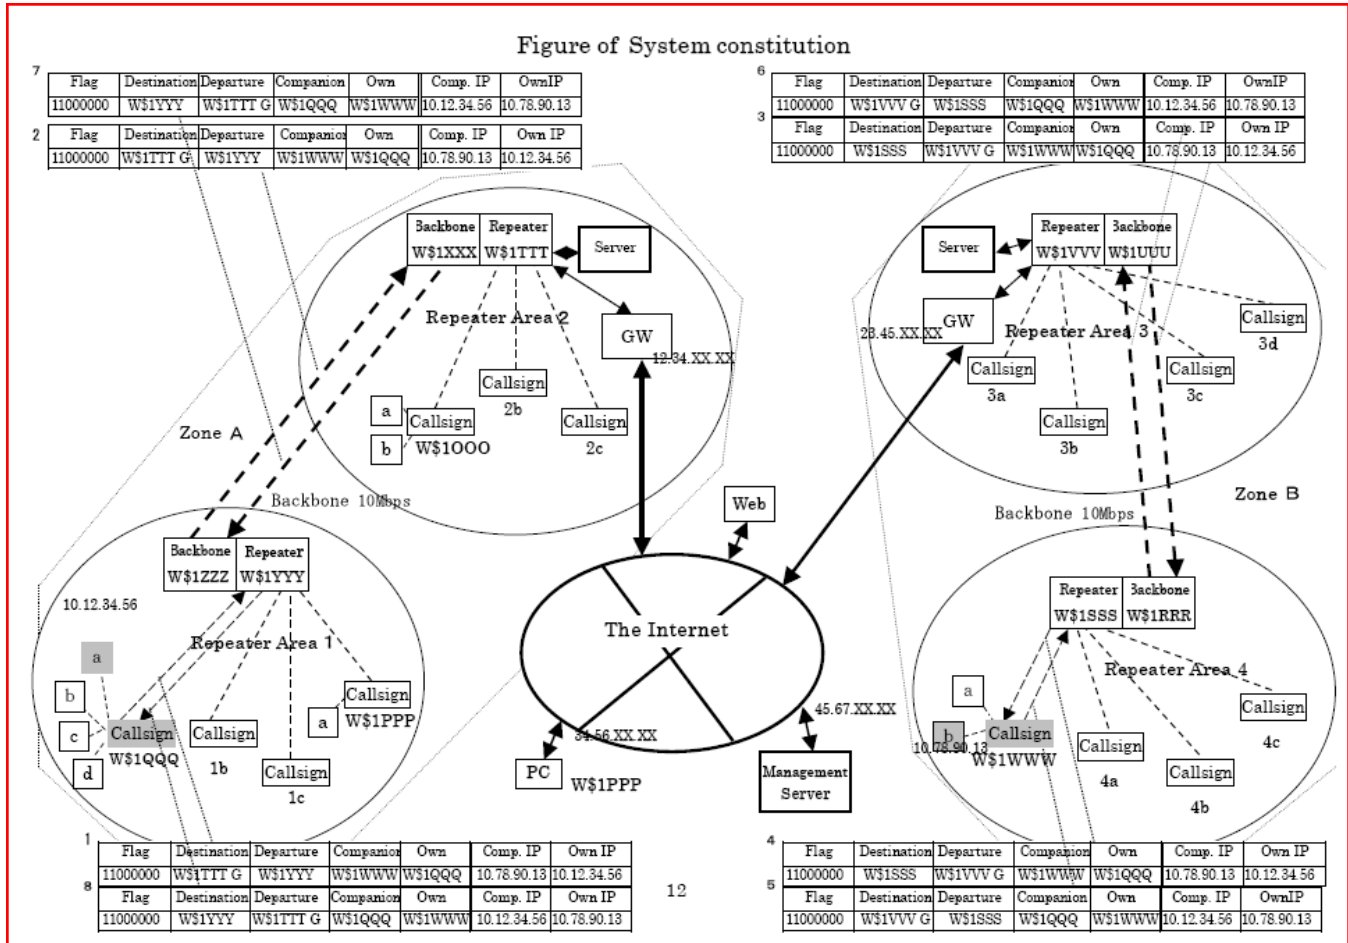 Figure of System constitution
7
Flag Destination Departure Companion Own Comp. IP OwnIP
11000000 W$1YYY W$1TTT G W$1QQQ W$1WWW 10.12.34.56 10.78.90.13
2
Flag Destination Departure Companion Own Comp. IP Own IP
11000000 W$1TTT G W$1YYY W$1WWW W$1QQQ 10.78.90.13 10.12.34.56
6
Flag Destination Departure Companion Own Comp. IP OwnIP
11000000 W$1VVV G W$1SSS W$1QQQ W$1WWW 10.12.34.56 10.78.90.13
3
Flag Destination Departure Companion Own Comp. IP Own IP
11000000 W$1SSS W$1VVV G W$1WWW W$1QQQ 10.78.90.13 10.12.34.56
Backbone Repeater
W$1XXX W$1TTT
Server
Repeater Area 2
GW
12.34.XX.XX
Callsign
2b
a
b
Callsign
W$1OOO
Callsign
2c
Zone A
Backbone 10Mbps
Server
Repeater Backbone
W$1VVV W$1UUU
GW
23.45.XX.XX
Repeater Area 3
Callsign
3d
Callsign
3a
Callsign
3c
Callsign
3b
Zone B
Backbone 10Mbps
Web
Backbone Repeater
W$1ZZZ W$1YYY
10.12.34.56
Repeater Area 1
a
b
c
d
Callsign
W$1QQQ
Callsign
1b
Callsign
1c
a
Callsign
W$1PPP
The Internet
34.56.XX.XX
PC
W$1PPP
45.67.XX.XX
Management
Server
Repeater Backbone
W$1SSS W$1RRR
Repeater Area 4
a
b
10.78.90.13
Callsign
W$1WWW
Callsign
4a
Callsign
4b
Callsign
4c
1
Flag Destination Departure Companion Own Comp. IP Own IP
11000000 W$1TTT G W$1YYY W$1WWW W$1QQQ 10.78.90.13 10.12.34.56
8
Flag Destination Departure Companion Own Comp. IP Own IP
11000000 W$1YYY W$1TTT G W$1QQQ W$1WWW 10.12.34.56 10.78.90.13
12
4
Flag Destination Departure Companion Own Comp. IP Own IP
11000000 W$1SSS W$1VVV G W$1WWW W$1QQQ 10.78.90.13 10.12.34.56
5
Flag Destination Departure Companion Own Comp. IP OwnIP
11000000 W$1VVV G W$1SSS W$1QQQ W$1WWW 10.12.34.56 10.78.90.13